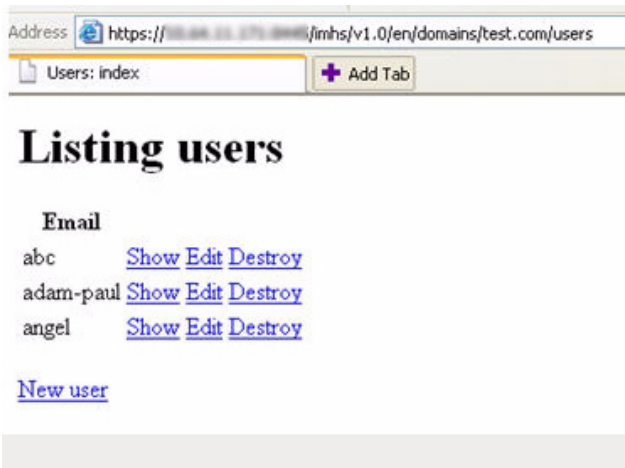 Address https:// /imhs/v1.0/en/domains/test.com/users
Users: index Add Tab
Listing users
Email
abc Show Edit Destroy
adam-paul Show Edit Destroy
angel Show Edit Destroy
New user